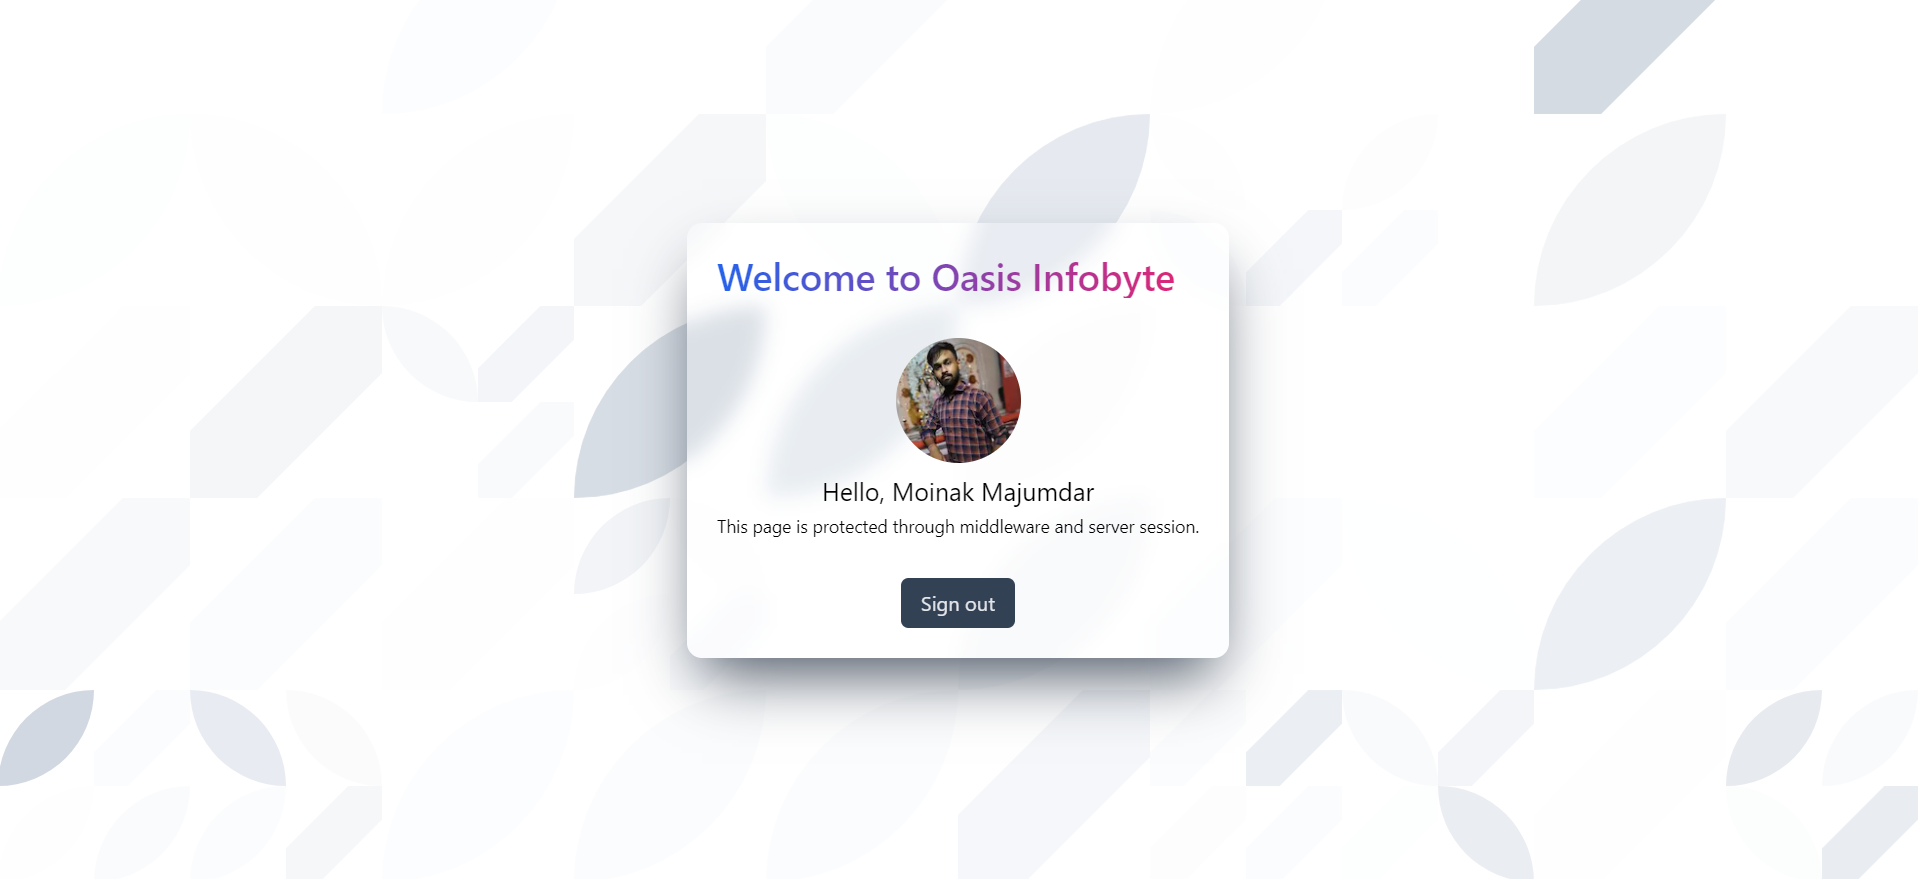 Welcome to Oasis Infobyte
Hello, Moinak Majumdar
This page is protected through middleware and server session.
Sign out